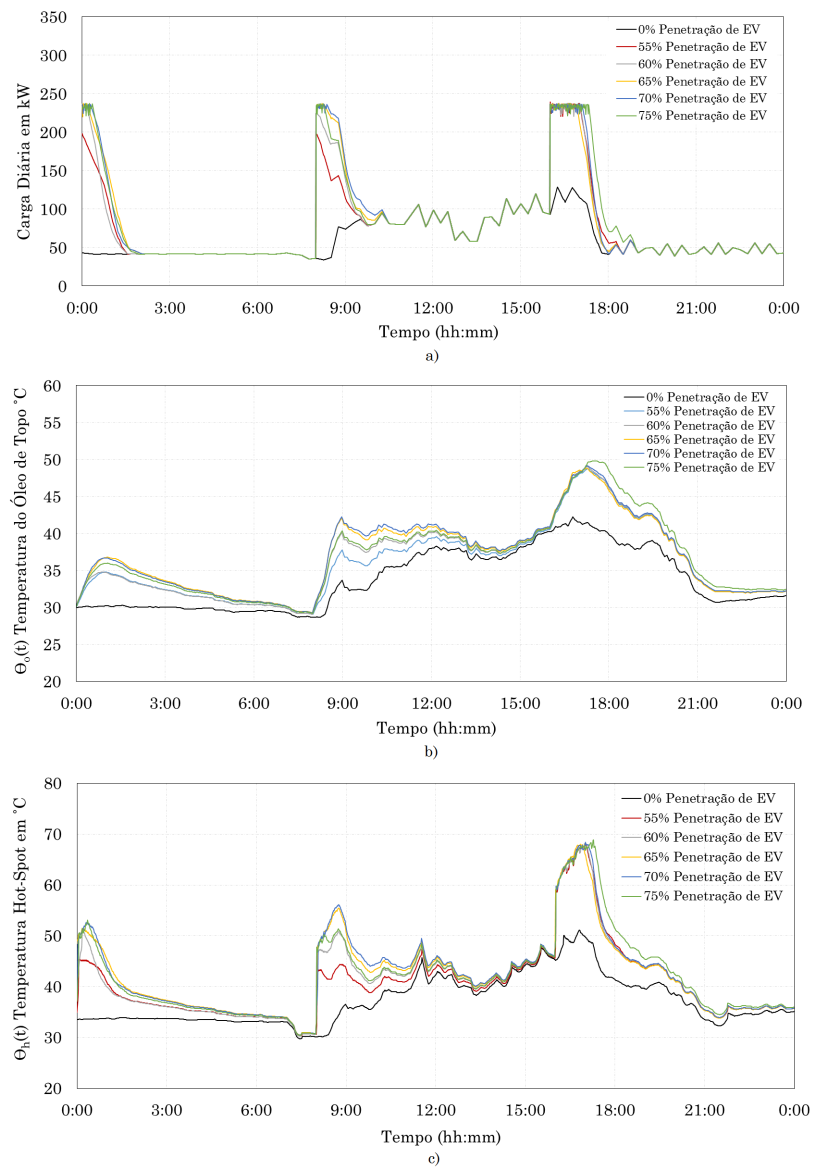 350
300
250
200
150
100
50
0
Carga Diária em kW
0% Penetração de EV
55% Penetração de EV
60% Penetração de EV
65% Penetração de EV
70% Penetração de EV
75% Penetração de EV
0:00 3:00 6:00 9:00 12:00 15:00 18:00 21:00 0:00
Tempo (hh:mm)
a)
60
55
50
45
40
35
30
25
20
Θo(t) Temperatura do Óleo de Topo °C
0% Penetração de EV
55% Penetração de EV
60% Penetração de EV
65% Penetração de EV
70% Penetração de EV
75% Penetração de EV
0:00 3:00 6:00 9:00 12:00 15:00 18:00 21:00 0:00
Tempo (hh:mm)
b)
80
70
60
50
40
30
20
Θh(t) Temperatura Hot-Spot em °C
0% Penetração de EV
55% Penetração de EV
60% Penetração de EV
65% Penetração de EV
70% Penetração de EV
75% Penetração de EV
0:00 3:00 6:00 9:00 12:00 15:00 18:00 21:00 0:00
Tempo (hh:mm)
c)